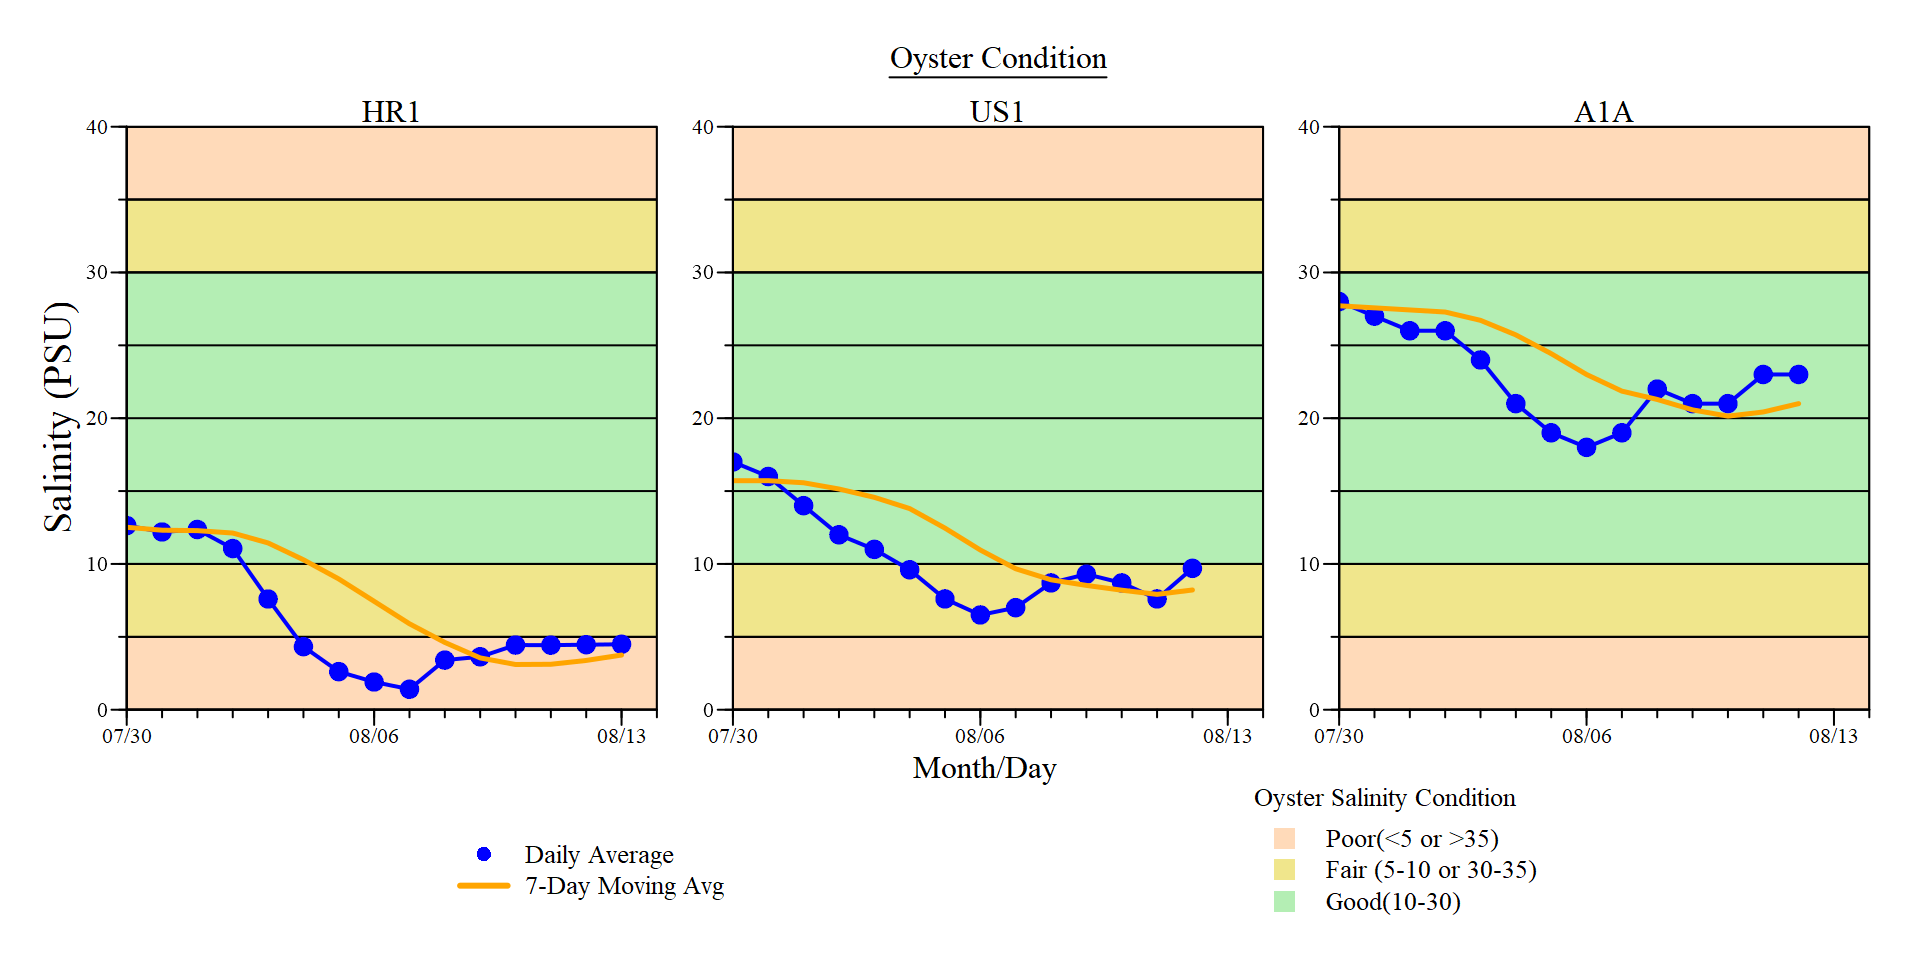 Oyster Condition
HR1
US1
A1A
Salinity (PSU)
40
30
20
10
0
07/30
08/06
08/13
40
30
20
10
0
07/30
08/06
08/13
40
30
20
10
0
07/30
08/06
08/13
Month/Day
Daily Average
7-Day Moving Avg
Oyster Salinity Condition
Poor(<5 or >35)
Fair (5-10 or 30-35)
Good(10-30)